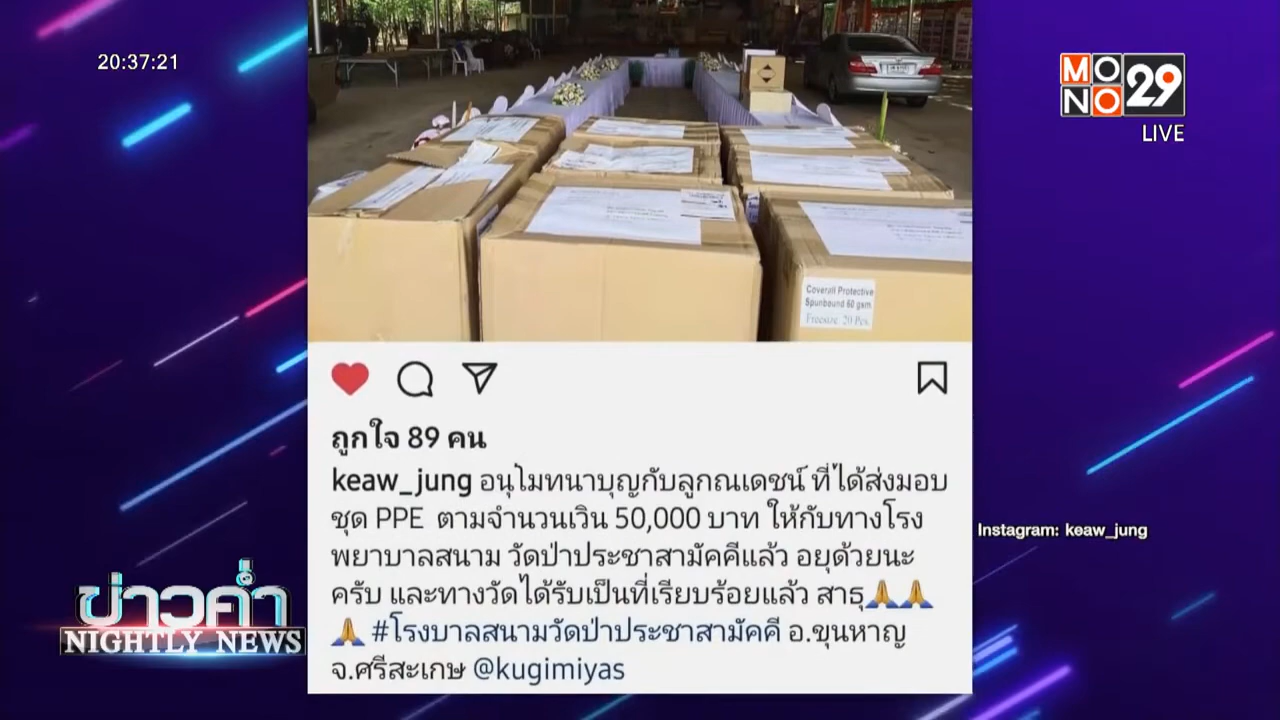 20:37:21
MONO 29
LIVE
Coverall Protective
Spunbound 60 gsm
Freesize 20 Pcs
ถูกใจ 89 คน
keaw_jung อนุโมทนาบุญกับลูกณเดชน์ ที่ได้ส่งมอบ
ชุด PPE ตามจำนวนเวิน 50,000 บาท ให้กับทางโรง
พยาบาลสนาม วัดป่าประชาสามัคคีแล้ว อยุด้วยนะ
ครับ และทางวัดได้รับเป็นที่เรียบร้อยแล้ว สาธุ🙏🙏
🙏 #โรงบาลสนามวัดป่าประชาสามัคคี อ.ขุนหาญ
จ.ศรีสะเกษ @kugimiyas
Instagram: keaw_jung
ข่าวค่ำ
NIGHTLY NEWS